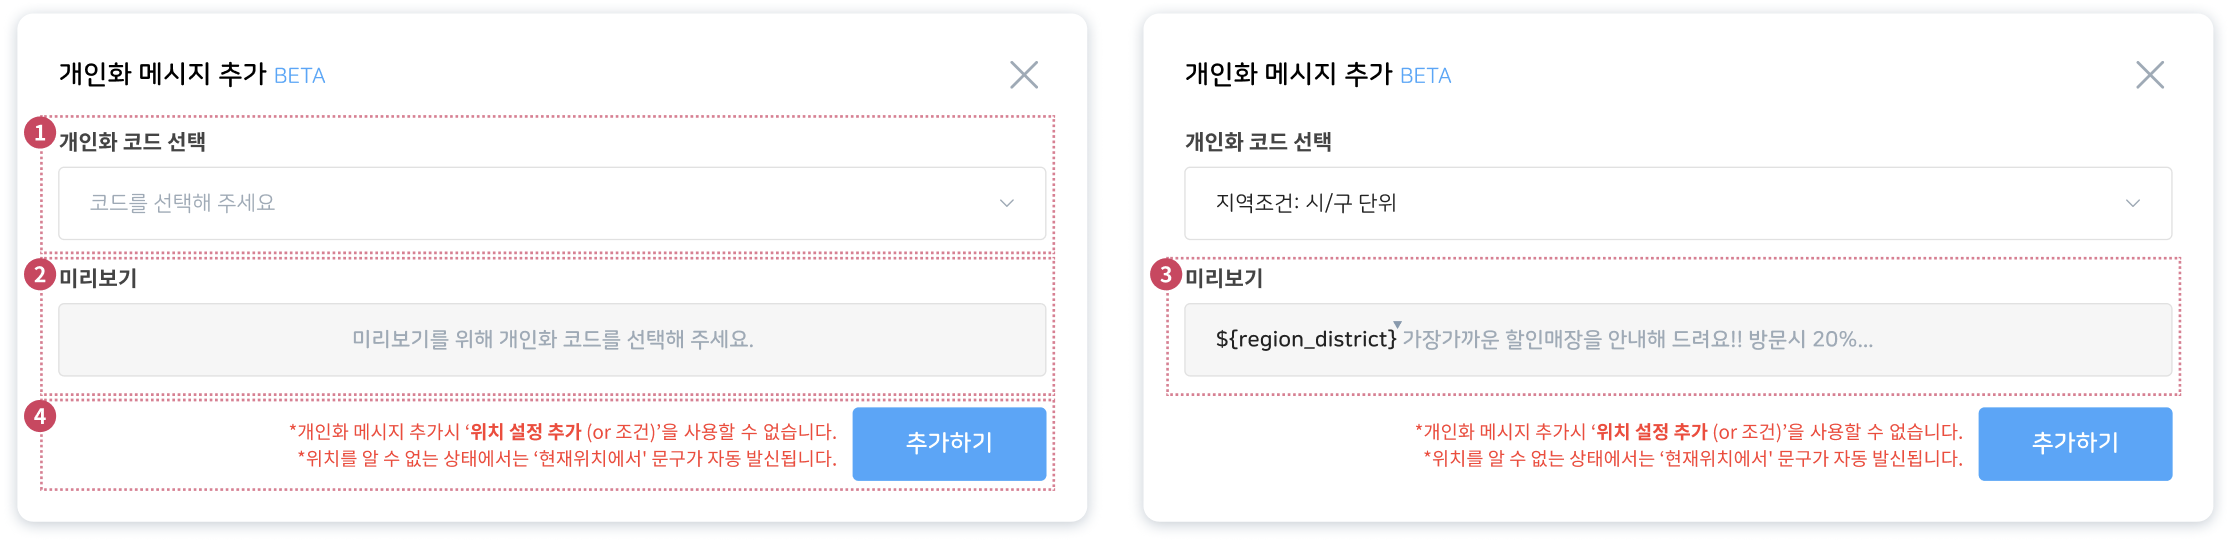 개인화 메시지 추가 BETA
1
개인화 코드 선택
코드를 선택해 주세요
2
미리보기
미리보기를 위해 개인화 코드를 선택해 주세요.
4
*개인화 메시지 추가시 ‘위치 설정 추가 (or 조건)’을 사용할 수 없습니다.
*위치를 알 수 없는 상태에서는 ‘현재위치에서' 문구가 자동 발신됩니다.
추가하기
개인화 메시지 추가 BETA
개인화 코드 선택
지역조건: 시/구 단위
3
미리보기
${region_district} 가장가까운 할인매장을 안내해 드려요!! 방문시 20%...
*개인화 메시지 추가시 ‘위치 설정 추가 (or 조건)’을 사용할 수 없습니다.
*위치를 알 수 없는 상태에서는 ‘현재위치에서' 문구가 자동 발신됩니다.
추가하기